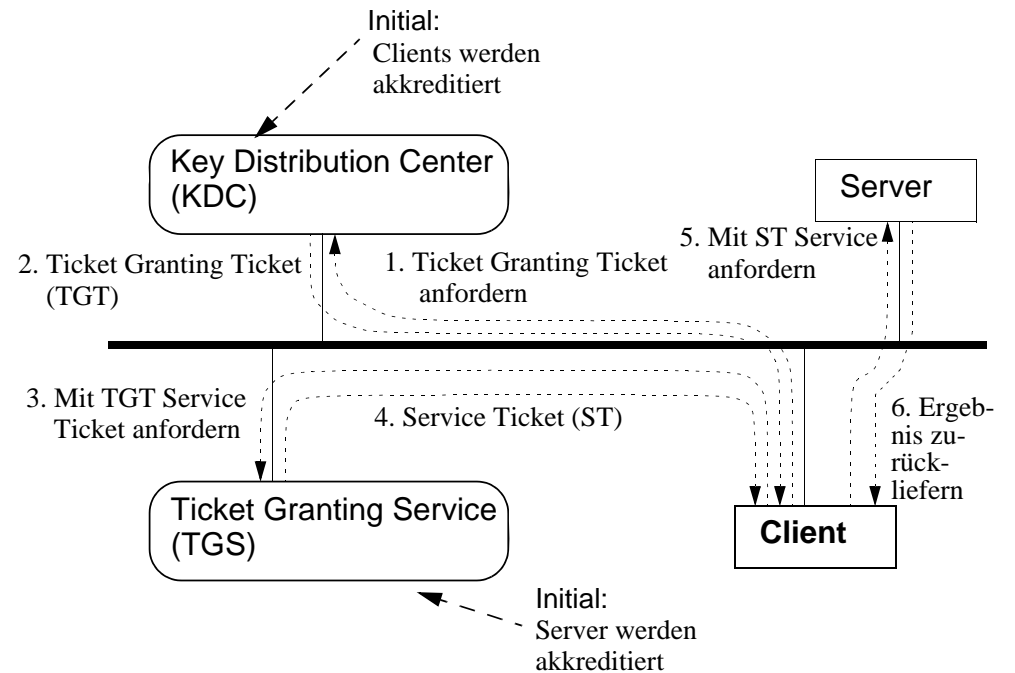 Initial:
Clients werden
akkreditiert
Key Distribution Center
(KDC)
Server
5. Mit ST Service
anfordern
2. Ticket Granting Ticket
(TGT)
1. Ticket Granting Ticket
anfordern
3. Mit TGT Service
Ticket anfordern
4. Service Ticket (ST)
6. Ergeb-
nis zu-
rück-
liefern
Ticket Granting Service
(TGS)
Client
Initial:
Server werden
akkreditiert